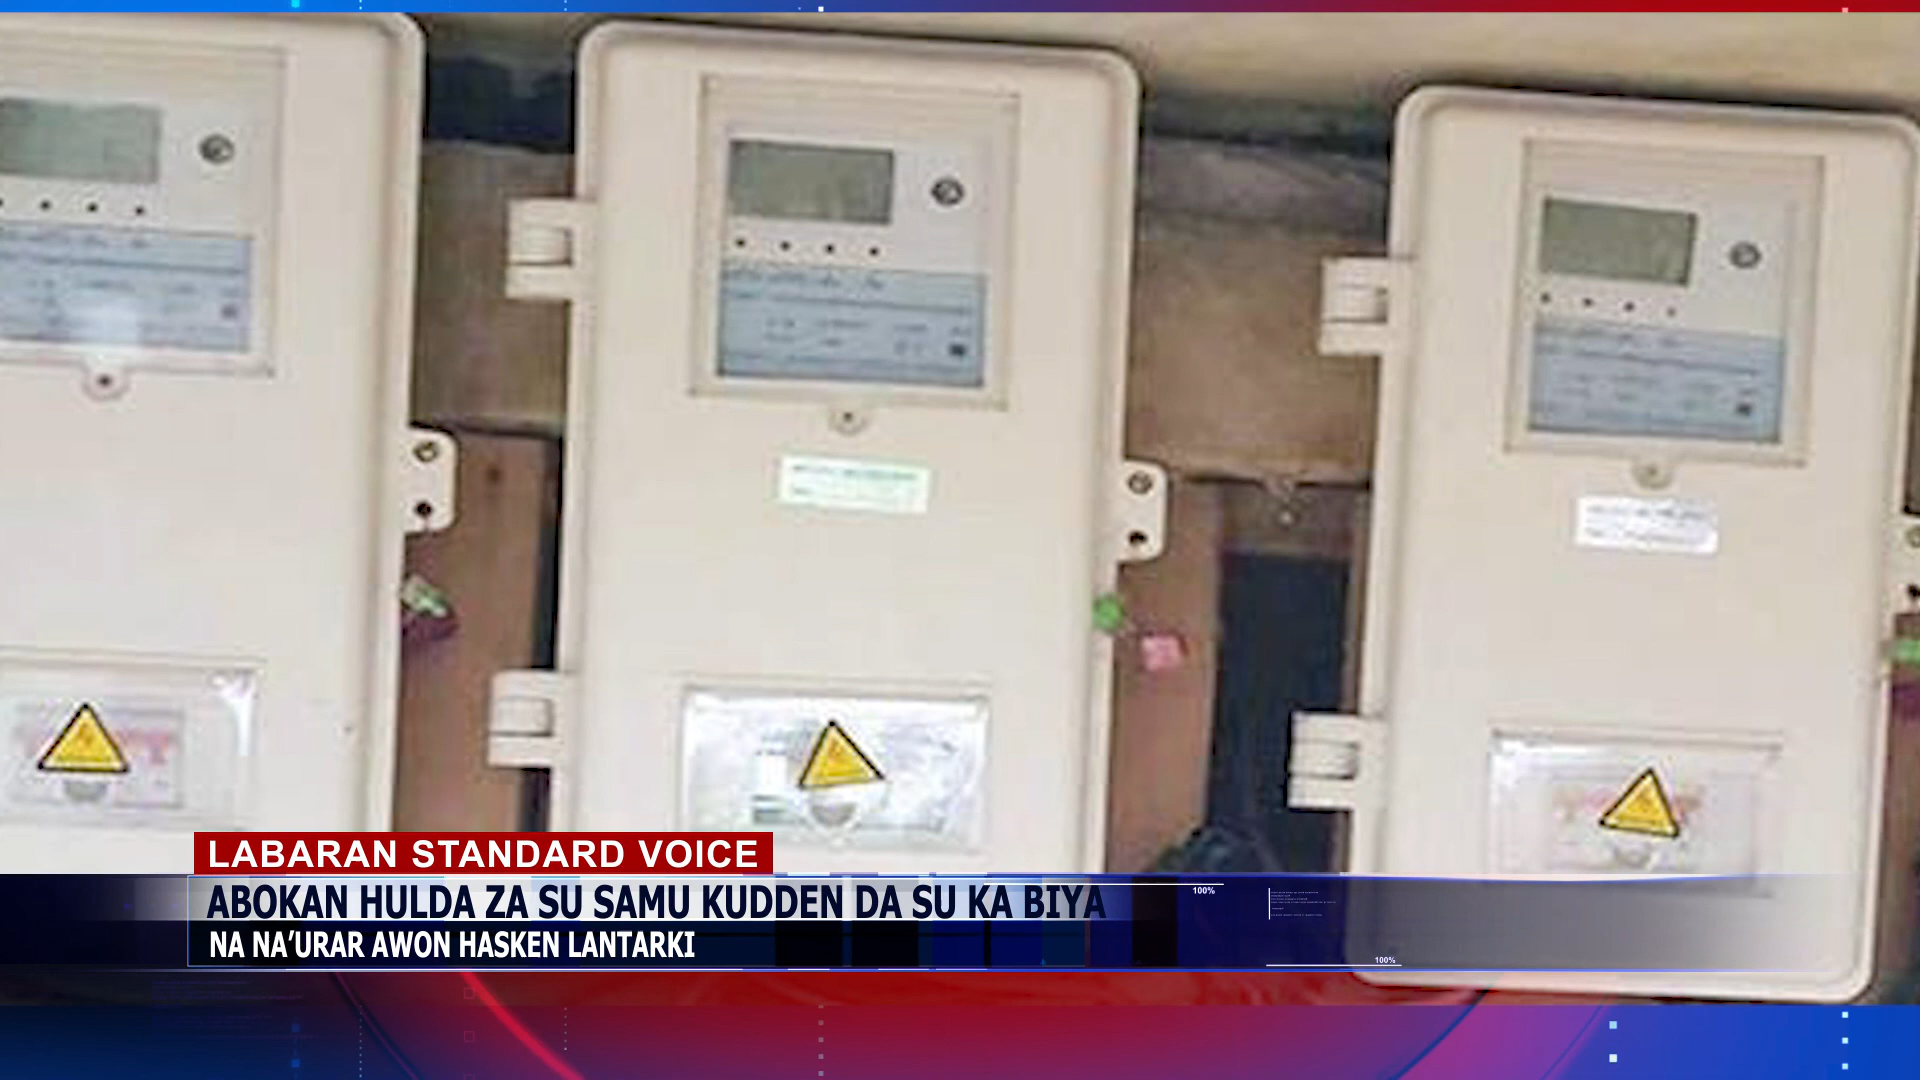 LABARAN STANDARD VOICE
ABOKAN HULDA ZA SU SAMU KUDDEN DA SU KA BIYA
100%
NA NA’URAR AWON HASKEN LANTARKI
100%